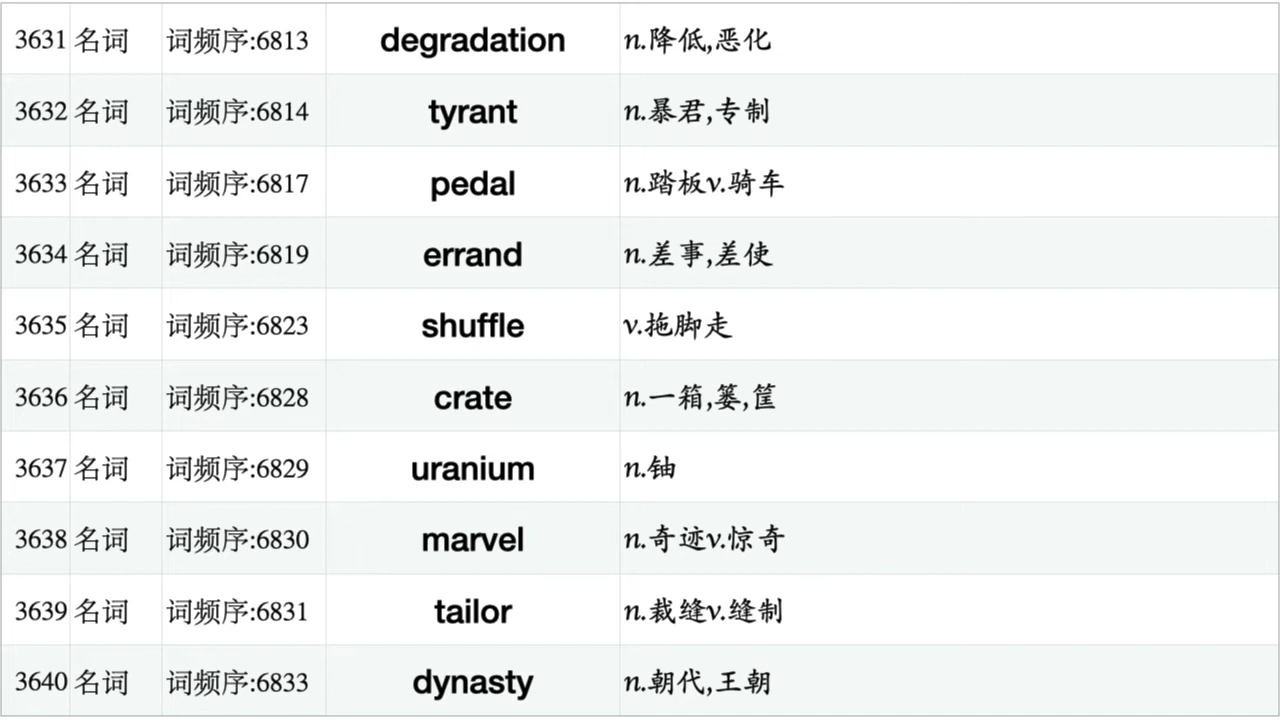 3631 名词 词频序:6813 degradation n.降低,恶化
3632 名词 词频序:6814 tyrant n.暴君,专制
3633 名词 词频序:6817 pedal n.踏板v.骑车
3634 名词 词频序:6819 errand n.差事,差使
3635 名词 词频序:6823 shuffle v.拖脚走
3636 名词 词频序:6828 crate n.一箱,篓,筐
3637 名词 词频序:6829 uranium n.铀
3638 名词 词频序:6830 marvel n.奇迹v.惊奇
3639 名词 词频序:6831 tailor n.裁缝v.缝制
3640 名词 词频序:6833 dynasty n.朝代,王朝